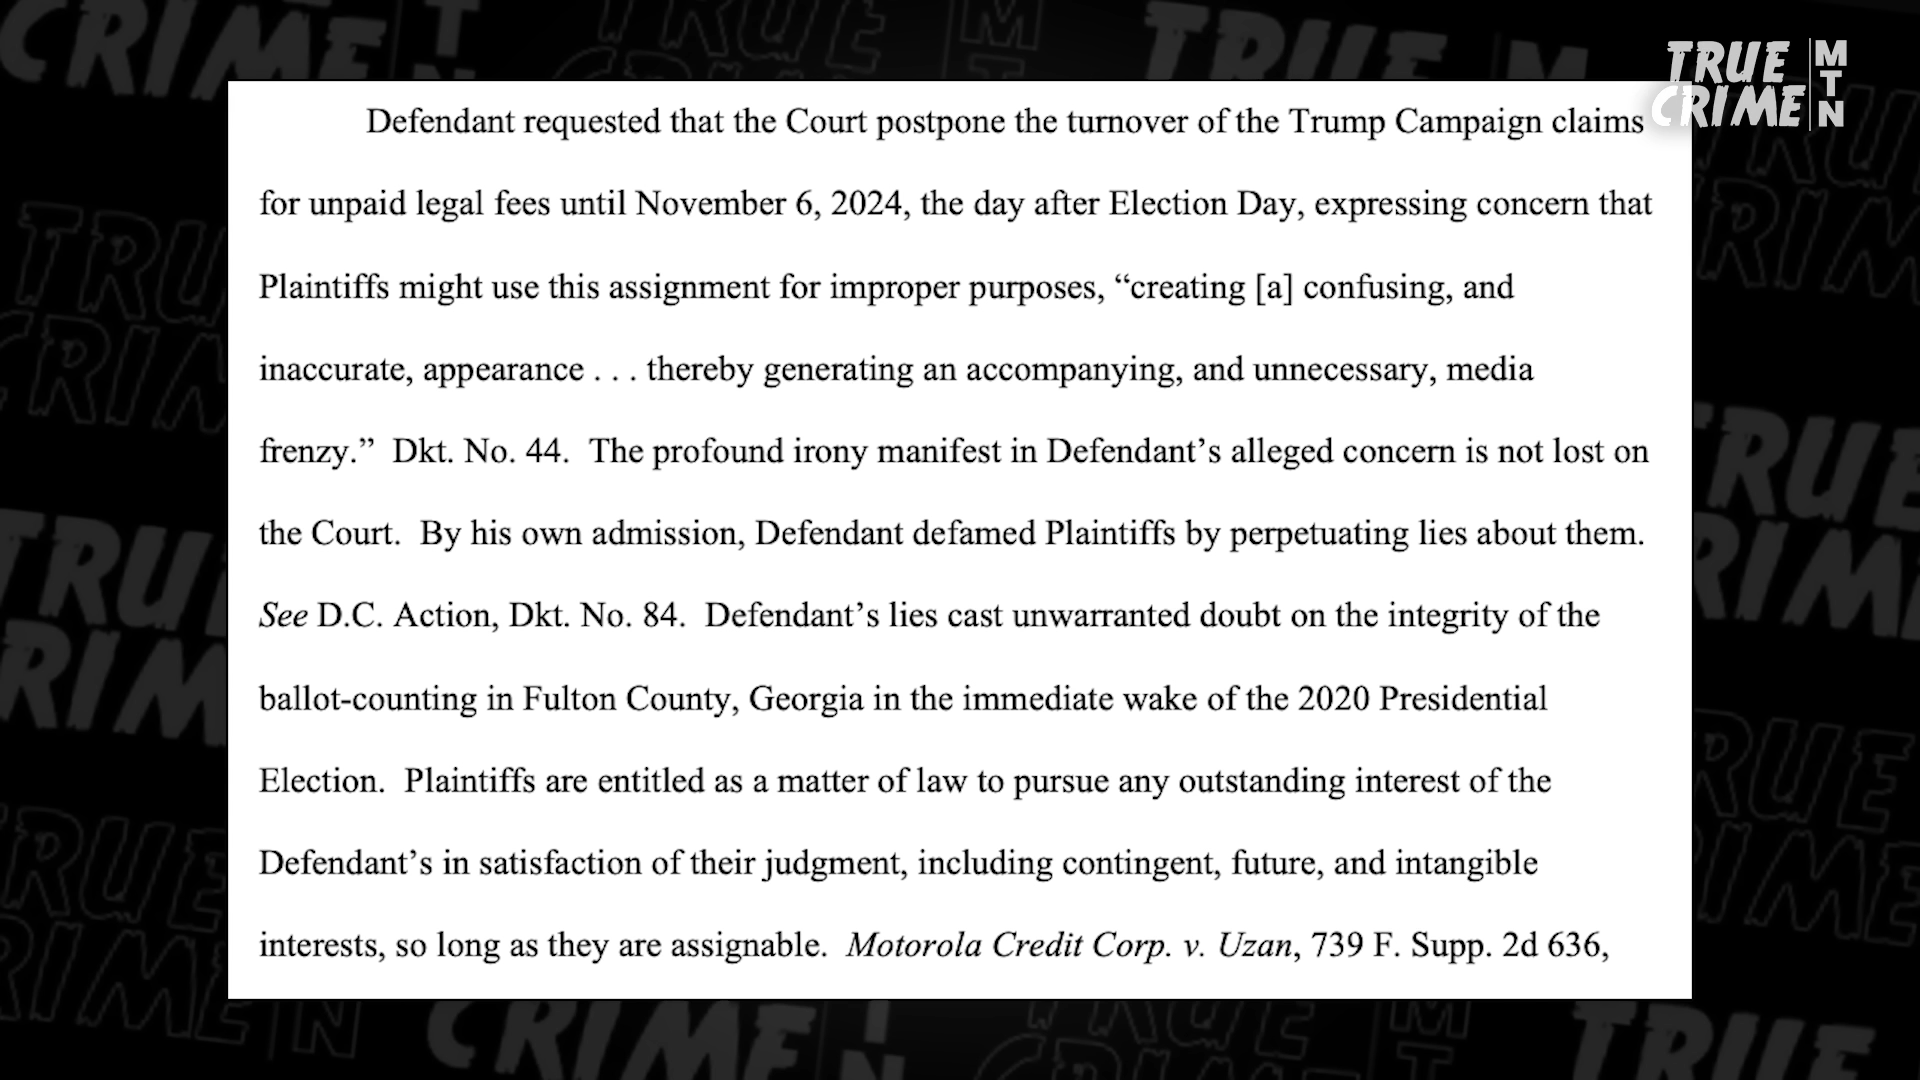 TRUE CRIME MTN
Defendant requested that the Court postpone the turnover of the Trump Campaign claims
for unpaid legal fees until November 6, 2024, the day after Election Day, expressing concern that
Plaintiffs might use this assignment for improper purposes, “creating [a] confusing, and
inaccurate, appearance . . . thereby generating an accompanying, and unnecessary, media
frenzy.”  Dkt. No. 44.  The profound irony manifest in Defendant’s alleged concern is not lost on
the Court.  By his own admission, Defendant defamed Plaintiffs by perpetuating lies about them.
See D.C. Action, Dkt. No. 84.  Defendant’s lies cast unwarranted doubt on the integrity of the
ballot-counting in Fulton County, Georgia in the immediate wake of the 2020 Presidential
Election.  Plaintiffs are entitled as a matter of law to pursue any outstanding interest of the
Defendant’s in satisfaction of their judgment, including contingent, future, and intangible
interests, so long as they are assignable.  Motorola Credit Corp. v. Uzan, 739 F. Supp. 2d 636,